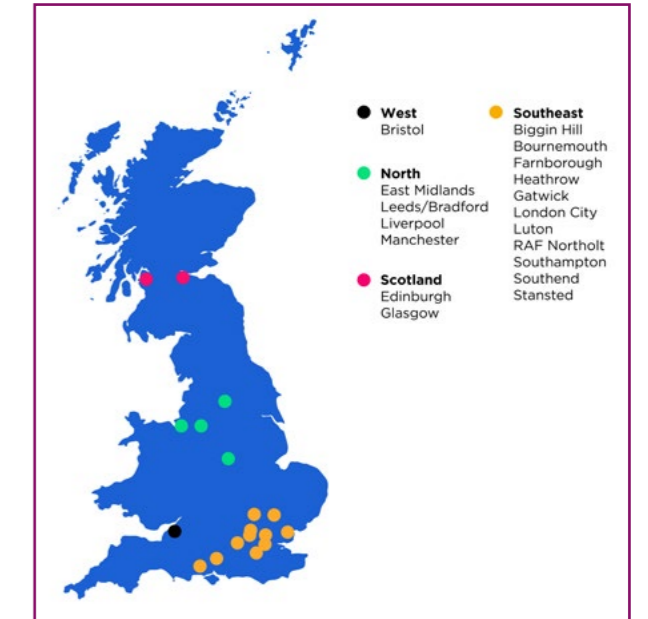 West
Bristol
North
East Midlands
Leeds/Bradford
Liverpool
Manchester
Scotland
Edinburgh
Glasgow
Southeast
Biggin Hill
Bournemouth
Farnborough
Heathrow
Gatwick
London City
Luton
RAF Northolt
Southampton
Southend
Stansted